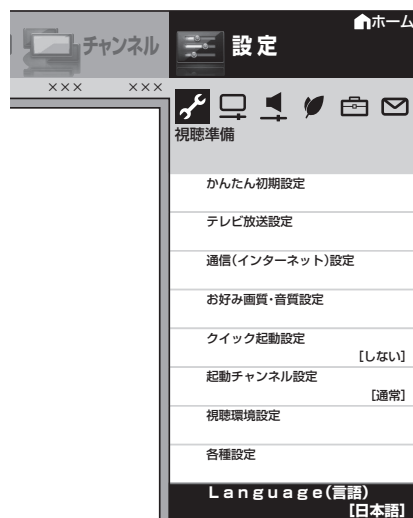 ホーム
チャンネル
設定
×××
×××
視聴準備
かんたん初期設定
テレビ放送設定
通信(インターネット)設定
お好み画質・音質設定
クイック起動設定
[しない]
起動チャンネル設定
[通常]
視聴環境設定
各種設定
Language(言語)
[日本語]